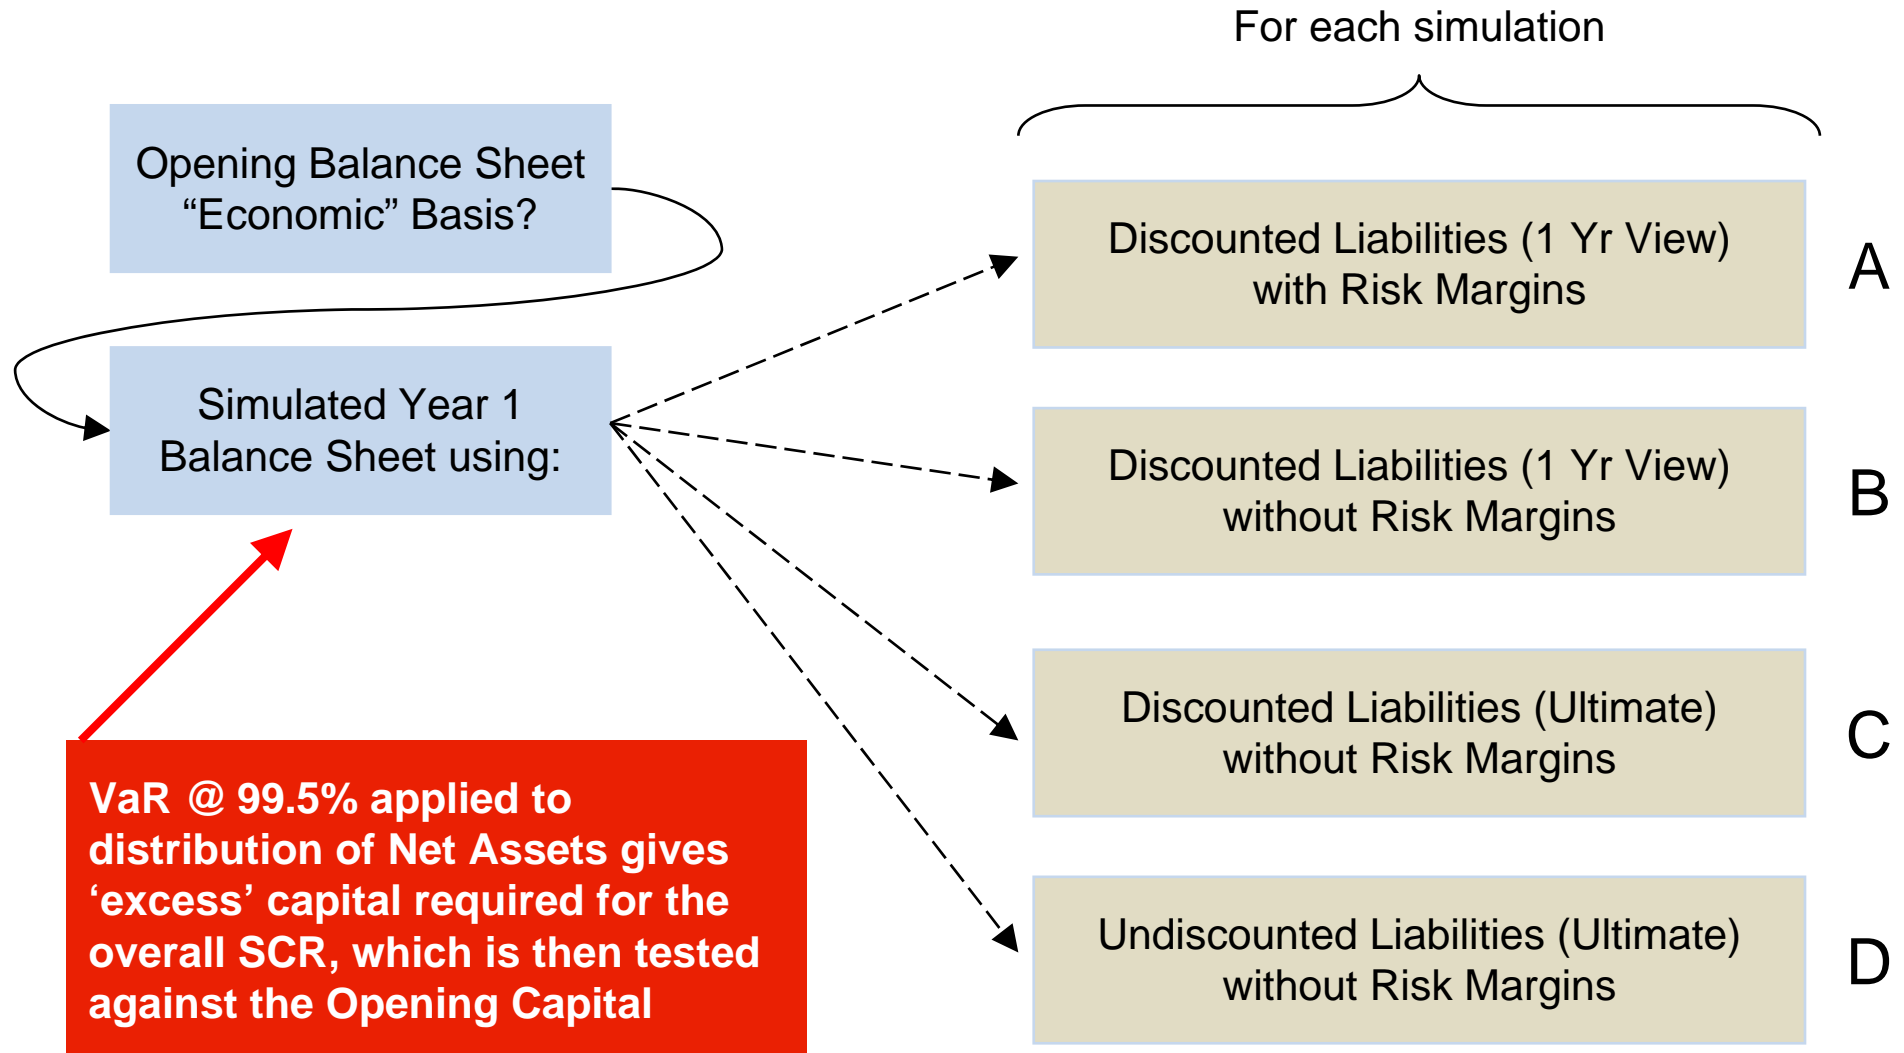 For each simulation
Opening Balance Sheet
“Economic” Basis?
Simulated Year 1
Balance Sheet using:
VaR @ 99.5% applied to
distribution of Net Assets gives
‘excess’ capital required for the
overall SCR, which is then tested
against the Opening Capital
Discounted Liabilities (1 Yr View)
with Risk Margins
A
Discounted Liabilities (1 Yr View)
without Risk Margins
B
Discounted Liabilities (Ultimate)
without Risk Margins
C
Undiscounted Liabilities (Ultimate)
without Risk Margins
D